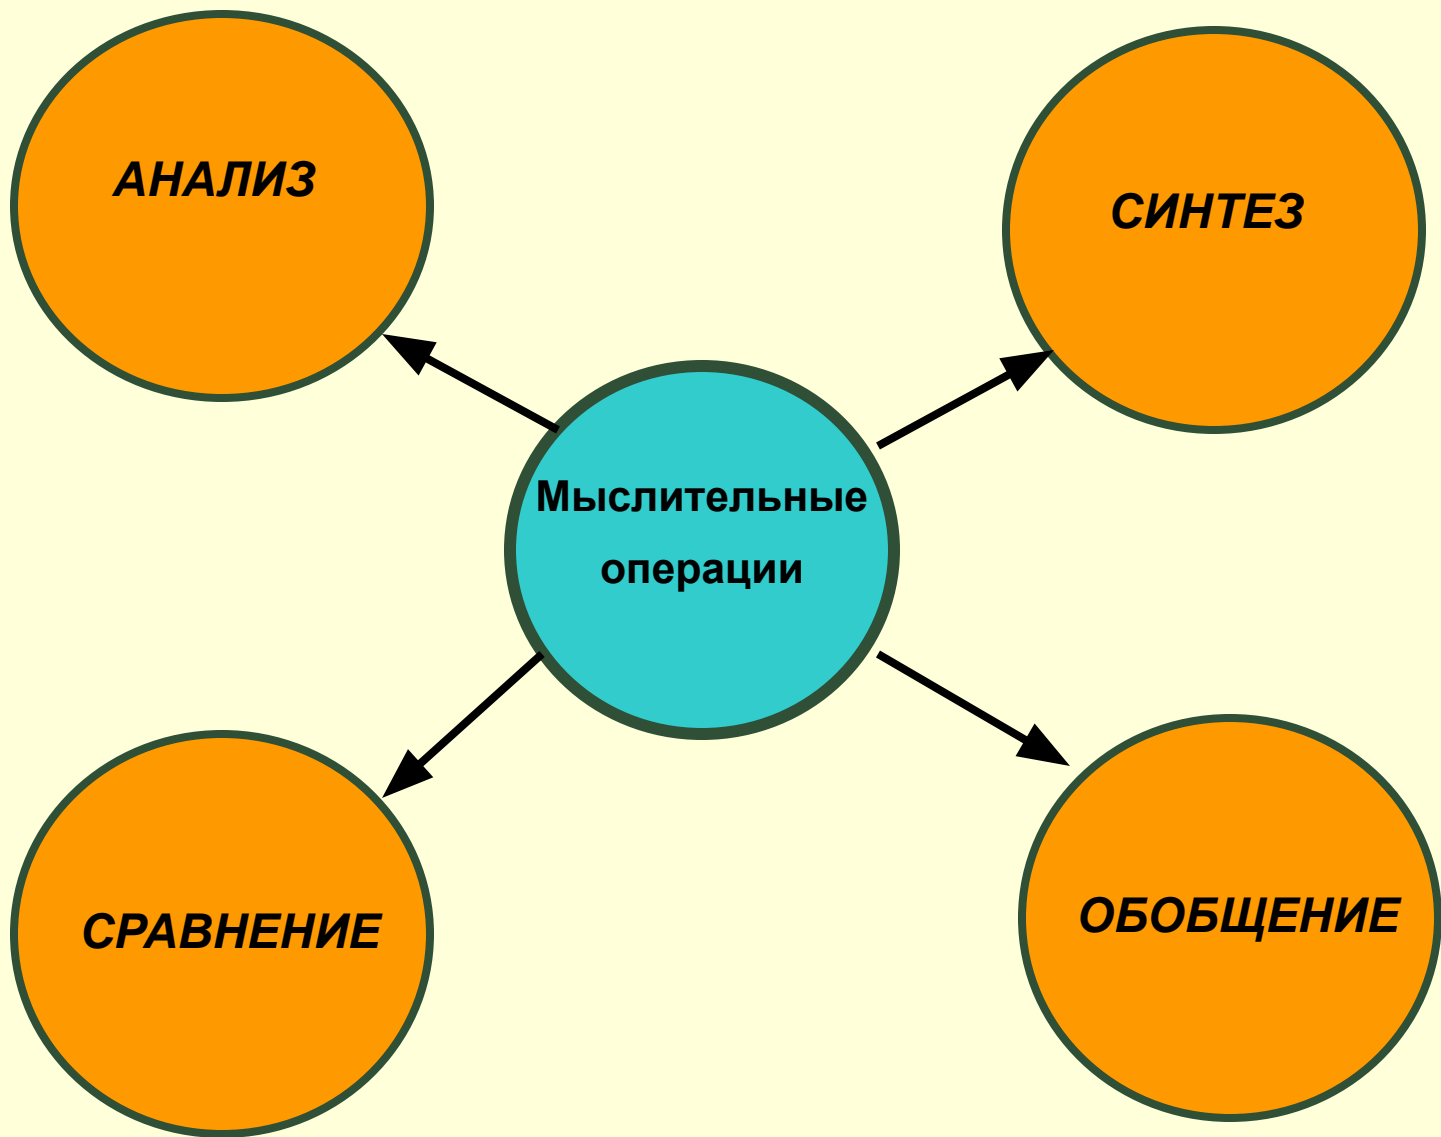 АНАЛИЗ
СИНТЕЗ
Мыслительные
операции
СРАВНЕНИЕ
ОБОБЩЕНИЕ